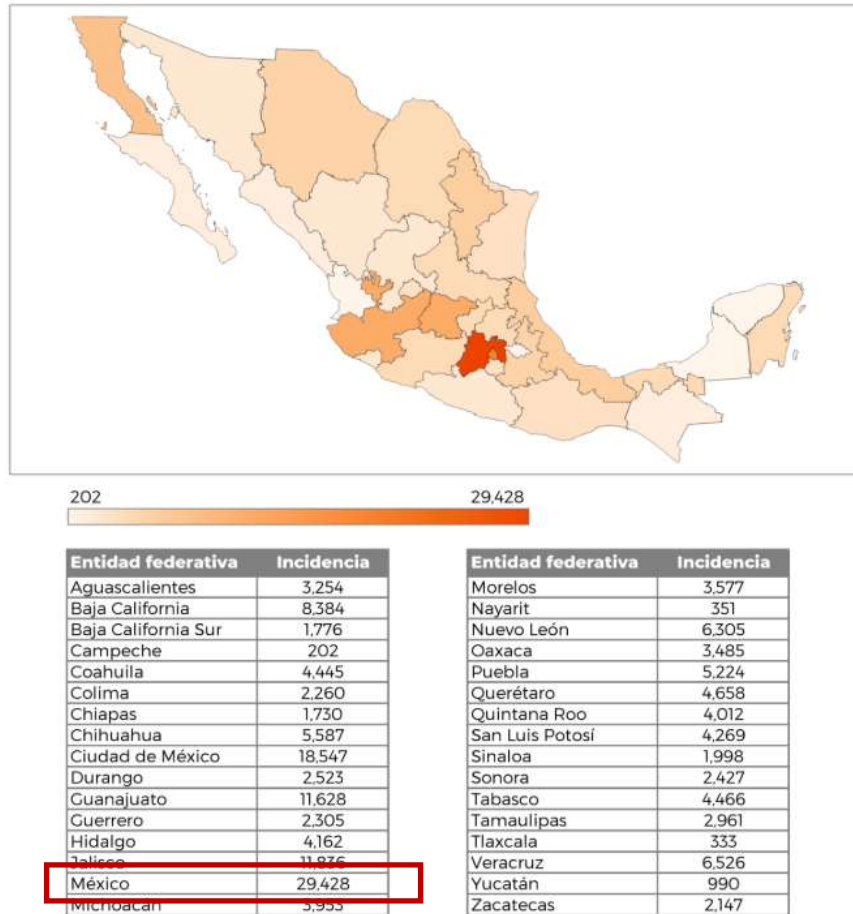 202 29,428
Entidad federativa Incidencia
Aguascalientes 3,254
Baja California 8,384
Baja California Sur 1,776
Campeche 202
Coahuila 4,445
Colima 2,260
Chiapas 1,730
Chihuahua 5,587
Ciudad de México 18,547
Durango 2,523
Guanajuato 11,628
Guerrero 2,305
Hidalgo 4,162
Jalisco 11,836
México 29,428
Michoacán 3,953
Entidad federativa Incidencia
Morelos 3,577
Nayarit 351
Nuevo León 6,305
Oaxaca 3,485
Puebla 5,224
Querétaro 4,658
Quintana Roo 4,012
San Luis Potosí 4,269
Sinaloa 1,998
Sonora 2,427
Tabasco 4,466
Tamaulipas 2,961
Tlaxcala 333
Veracruz 6,526
Yucatán 990
Zacatecas 2,147